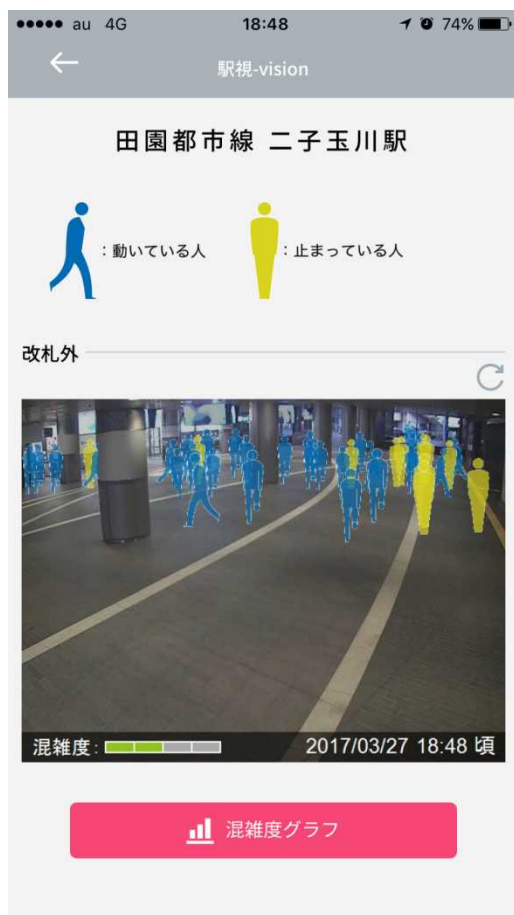 au 4G 18:48 74%
駅視-vision
田園都市線 二子玉川駅
：動いている人 ：止まっている人
改札外
混雑度: 2017/03/27 18:48 頃
混雑度グラフ